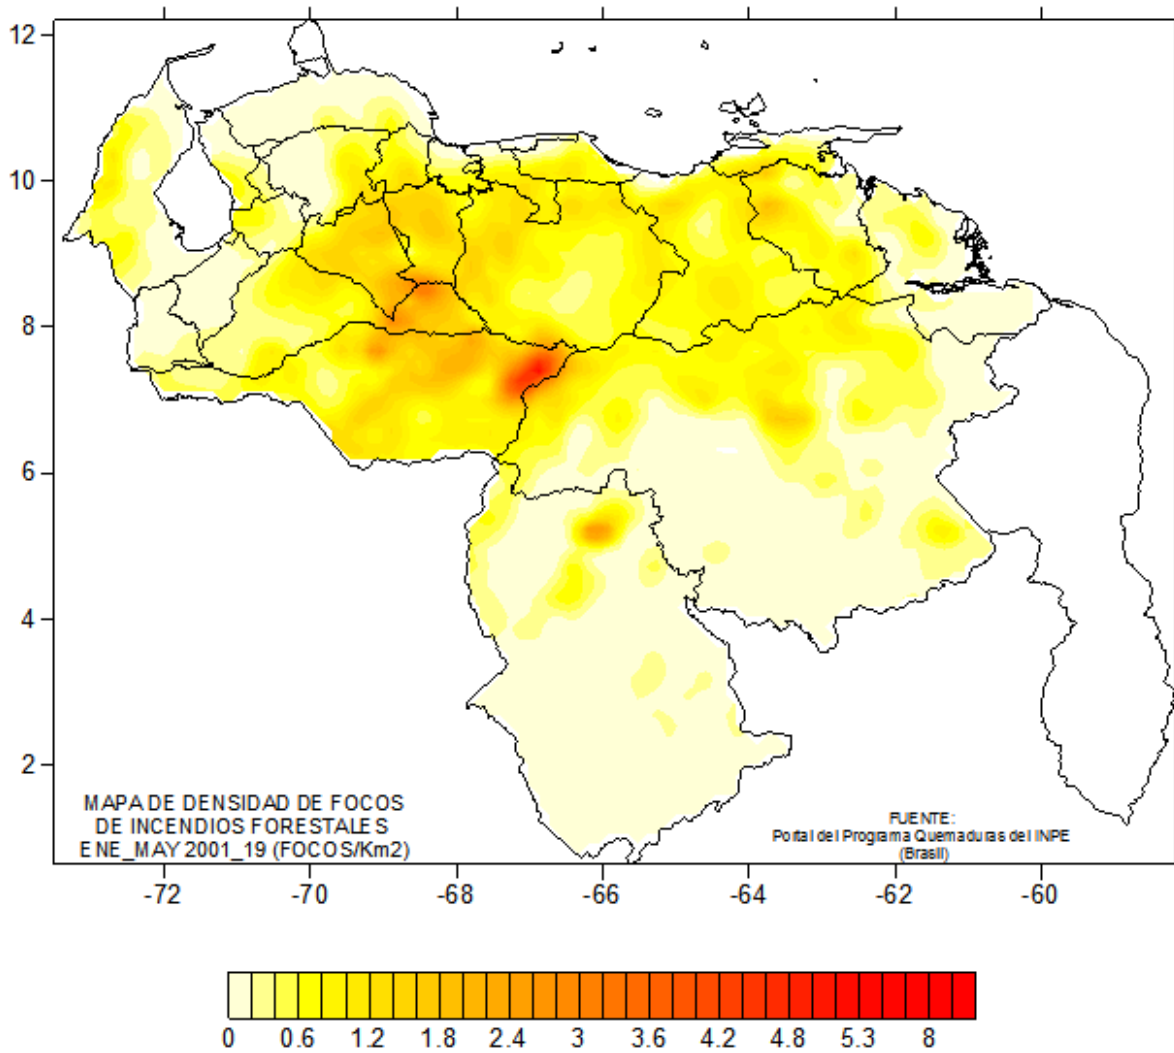 12
10
8
6
4
2
MAPA DE DENSIDAD DE FOCOS
DE INCENDIOS FORESTALES
ENE_MAY 2001_19 (FOCOS/Km2)
FUENTE:
Portal del Programa Quemaduras del INPE
(Brasil)
-72 -70 -68 -66 -64 -62 -60
0 0.6 1.2 1.8 2.4 3 3.6 4.2 4.8 5.3 8